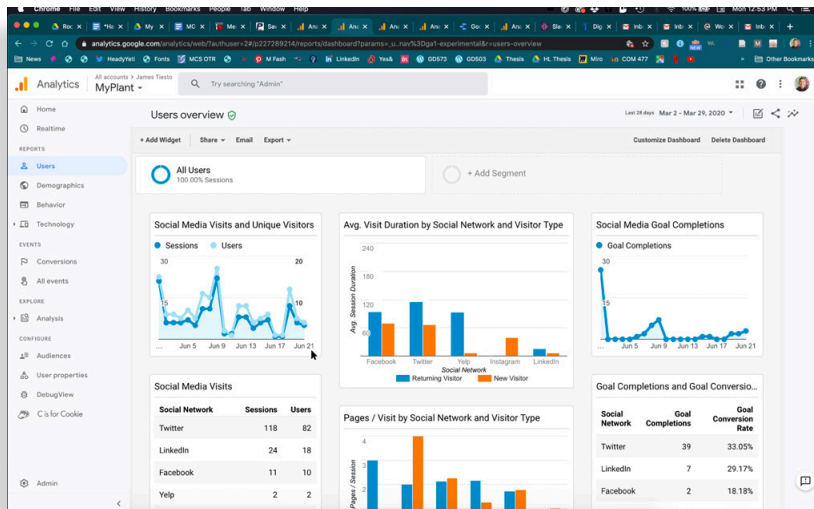 Chrome File Edit View History Bookmarks People Tab Window Help Mon 12:53 PM
analytics.google.com/analytics/web/?authuser=2#/p227289214/reports/dashboard?params=_u..nav%3Dga1-experimental&r=users-overview
News HeadyYeti Fonts MCS OTR M Fash LinkedIn Yes& GD573 GD503 Thesis HL Thesis Miro COM 477 Other Bookmarks
Analytics
All accounts > James Tiesto
MyPlant
Try searching "Admin"
Home
Realtime
REPORTS
Users
Demographics
Behavior
Technology
EVENTS
Conversions
All events
EXPLORE
Analysis
CONFIGURE
Audiences
User properties
DebugView
C is for Cookie
Admin
Users overview
Last 28 days Mar 2 - Mar 29, 2020
+ Add Widget Share Email Export Customize Dashboard Delete Dashboard
All Users
100.00% Sessions
+ Add Segment
Social Media Visits and Unique Visitors
Sessions Users
30 20
15 10
... Jun 5 Jun 9 Jun 13 Jun 17 Jun 21
Social Media Visits
Social Network Sessions Users
Twitter 118 82
LinkedIn 24 18
Facebook 11 10
Yelp 2 2
Avg. Visit Duration by Social Network and Visitor Type
240
180
120
60
Avg. Session Duration
Facebook Twitter Yelp Instagram LinkedIn
Social Network
Returning Visitor New Visitor
Pages / Visit by Social Network and Visitor Type
4
3
2
Pages / Session
Social Media Goal Completions
Goal Completions
30
15
... Jun 5 Jun 9 Jun 13 Jun 17 Jun 21
Goal Completions and Goal Conversio...
Social Network Goal Completions Goal Conversion Rate
Twitter 39 33.05%
LinkedIn 7 29.17%
Facebook 2 18.18%